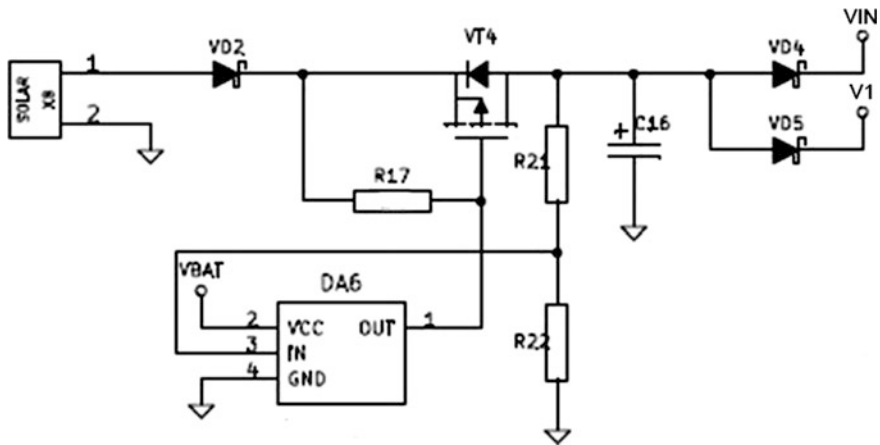 VIN
VD2
VT4
VD4
1
SOLAR
X8
2
V1
C16
VD5
R21
R17
VBAT
DA6
2 VCC OUT 1
3 IN
4 GND
R22